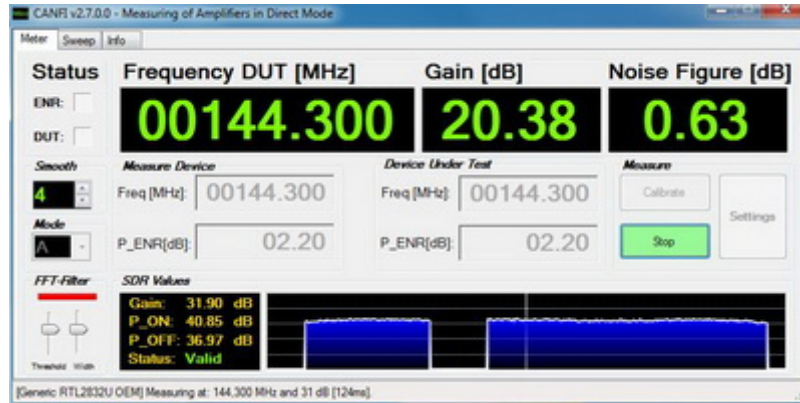 CANFI v2.7.0.0 - Measuring of Amplifiers in Direct Mode
Meter Sweep Info
Status Frequency DUT [MHz] Gain [dB] Noise Figure [dB]
ENR:
DUT:
00144.300 20.38 0.63
Smooth Measure Device Device Under Test Measure
4 Freq [MHz]: 00144.300 Freq [MHz]: 00144.300 Calibrate
Settings
Mode
A P_ENR[dB]: 02.20 P_ENR[dB]: 02.20 Stop
FFT-Filter SDR Values
Gain: 31.90 dB
P_ON: 40.85 dB
P_OFF: 36.97 dB
Status: Valid
Threshold Width
[Generic RTL2832U OEM] Measuring at: 144,300 MHz and 31 dB [124ms]